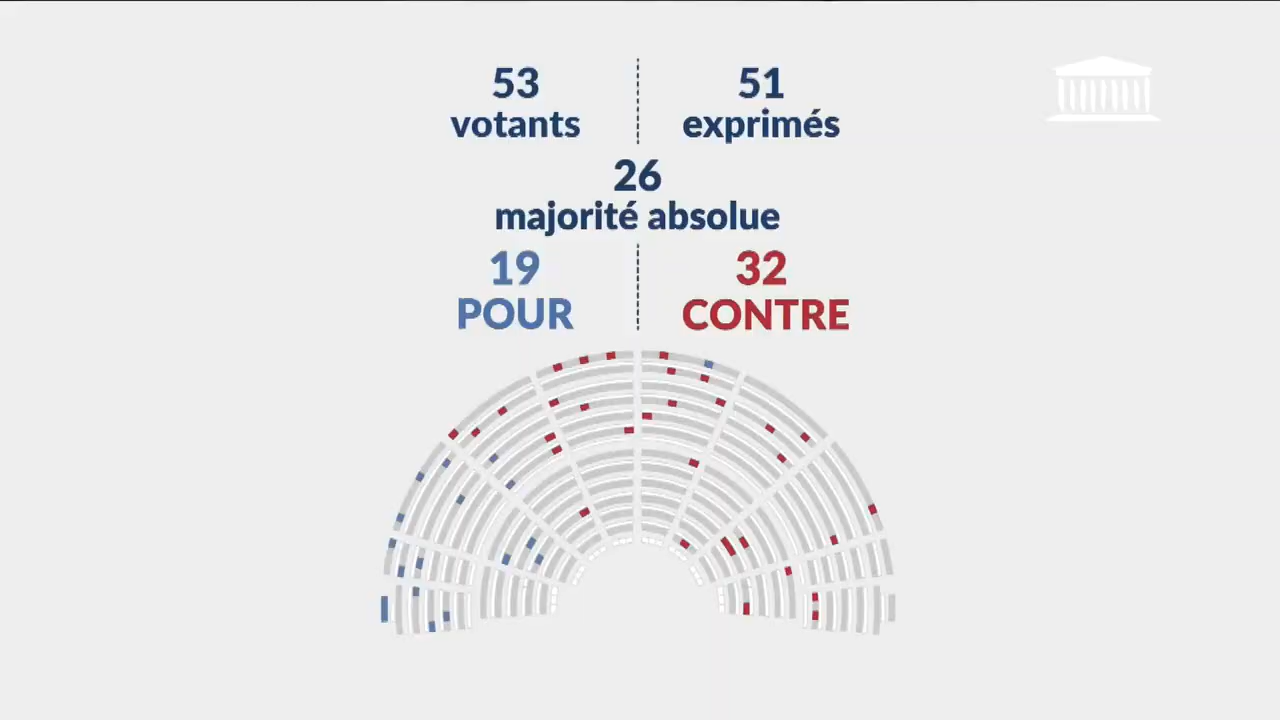 53
51
votants
exprimés
26
majorité absolue
19
32
POUR
CONTRE